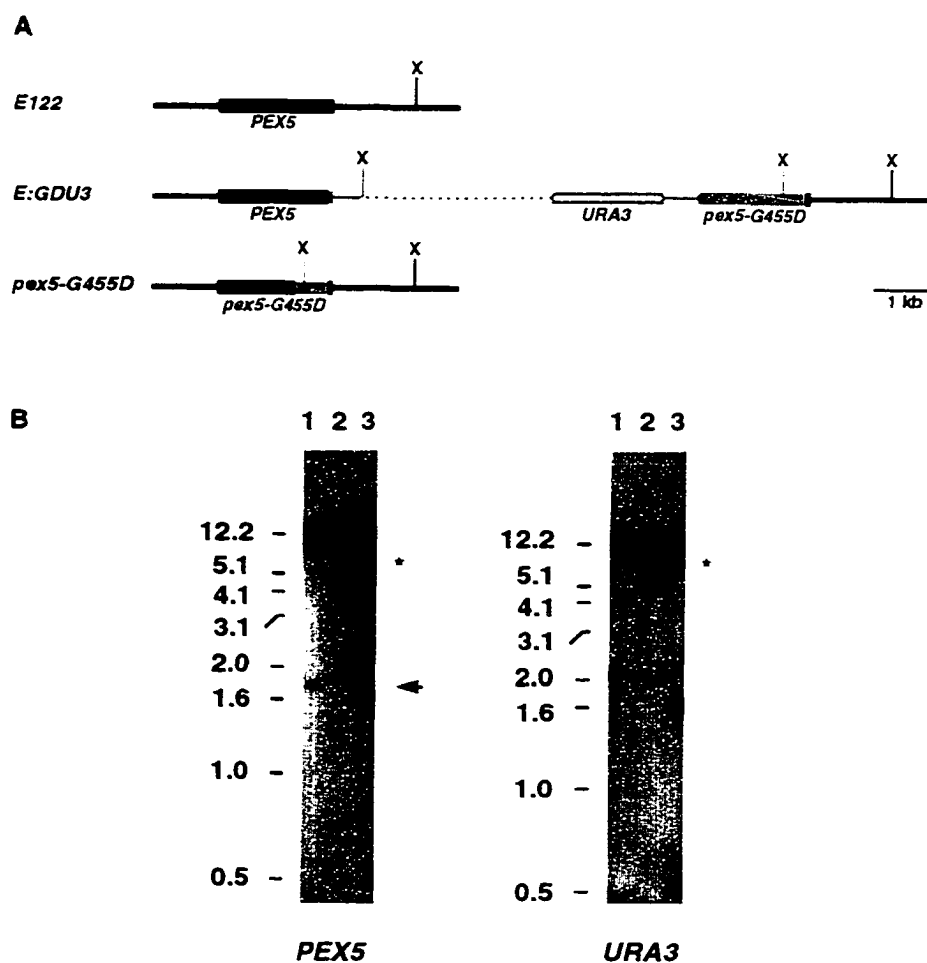 A
X
E122
PEX5
X
X
X
E:GDU3
PEX5
URA3
pex5-G455D
X
X
pex5-G455D
pex5-G455D
1 kb
B
1 2 3
1 2 3
12.2
5.1
*
4.1
3.1
2.0
1.6
1.0
0.5
12.2
5.1
*
4.1
3.1
2.0
1.6
1.0
0.5
PEX5
URA3